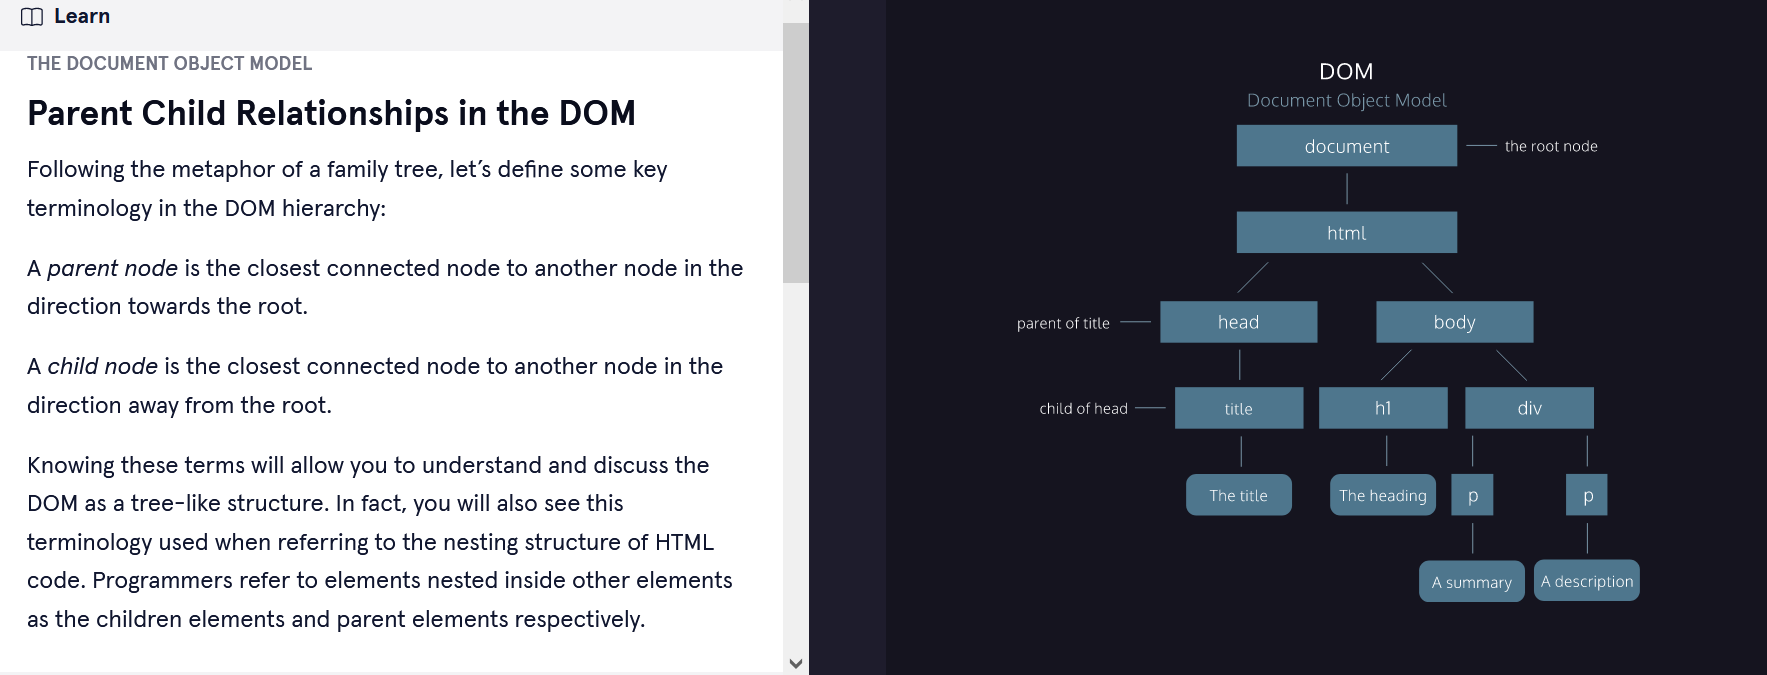 Learn
THE DOCUMENT OBJECT MODEL
Parent Child Relationships in the DOM
Following the metaphor of a family tree, let’s define some key
terminology in the DOM hierarchy:
A parent node is the closest connected node to another node in the
direction towards the root.
A child node is the closest connected node to another node in the
direction away from the root.
Knowing these terms will allow you to understand and discuss the
DOM as a tree-like structure. In fact, you will also see this
terminology used when referring to the nesting structure of HTML
code. Programmers refer to elements nested inside other elements
as the children elements and parent elements respectively.
DOM
Document Object Model
document
the root node
html
parent of title
head
body
child of head
title
h1
div
The title
The heading
p
p
A summary
A description